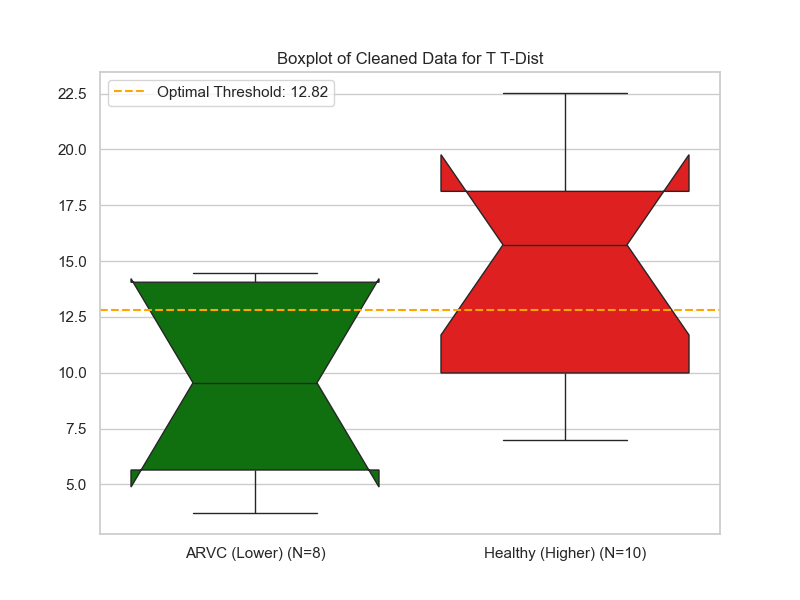 Boxplot of Cleaned Data for T T-Dist
Optimal Threshold: 12.82
22.5
20.0
17.5
15.0
12.5
10.0
7.5
5.0
ARVC (Lower) (N=8)
Healthy (Higher) (N=10)